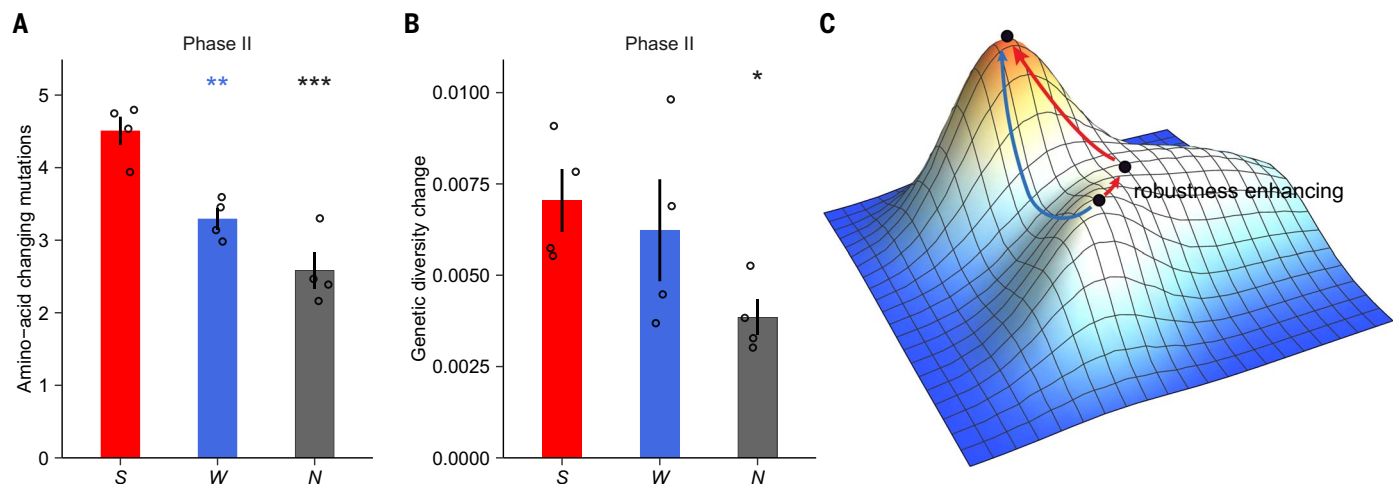 A
Phase II
** ***
Amino−acid changing mutations
5
4
3
2
1
0
S W N
B
Phase II
*
Genetic diversity change
0.0100
0.0075
0.0050
0.0025
0.0000
S W N
C
robustness enhancing